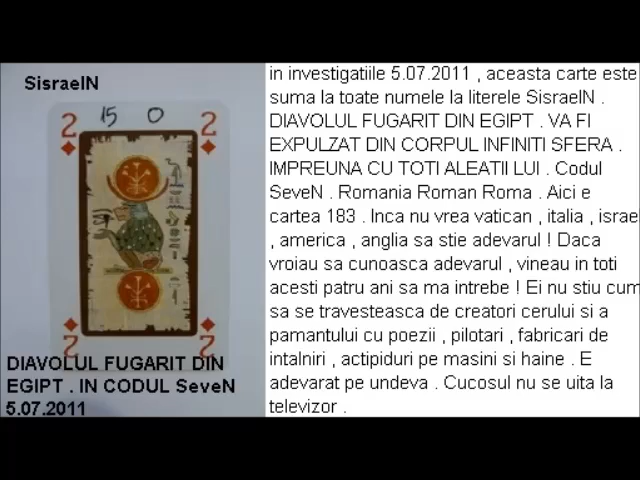 SisraelN
15 0
2 2
2 2
DIAVOLUL FUGARIT DIN
EGIPT . IN CODUL SeveN
5.07.2011
in investigatiile 5.07.2011 , aceasta carte este
suma la toate numele la literele SisraelN .
DIAVOLUL FUGARIT DIN EGIPT . VA FI
EXPULZAT DIN CORPUL INFINITI SFERA .
IMPREUNA CU TOTI ALEATII LUI . Codul
SeveN . Romania Roman Roma . Aici e
cartea 183 . Inca nu vrea vatican , italia , israe
, america , anglia sa stie adevarul ! Daca
vroiau sa cunoasca adevarul , vineau in toti
acesti patru ani sa ma intrebe ! Ei nu stiu cum
sa se travesteasca de creatori cerului si a
pamantului cu poezii , pilotari , fabricari de
intalniri , actipiduri pe masini si haine . E
adevarat pe undeva . Cucosul nu se uita la
televizor .